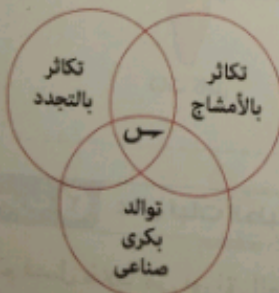 تكاثر
بالأمشاج
تكاثر
بالتجدد
س
توالد
بكرى
صناعى